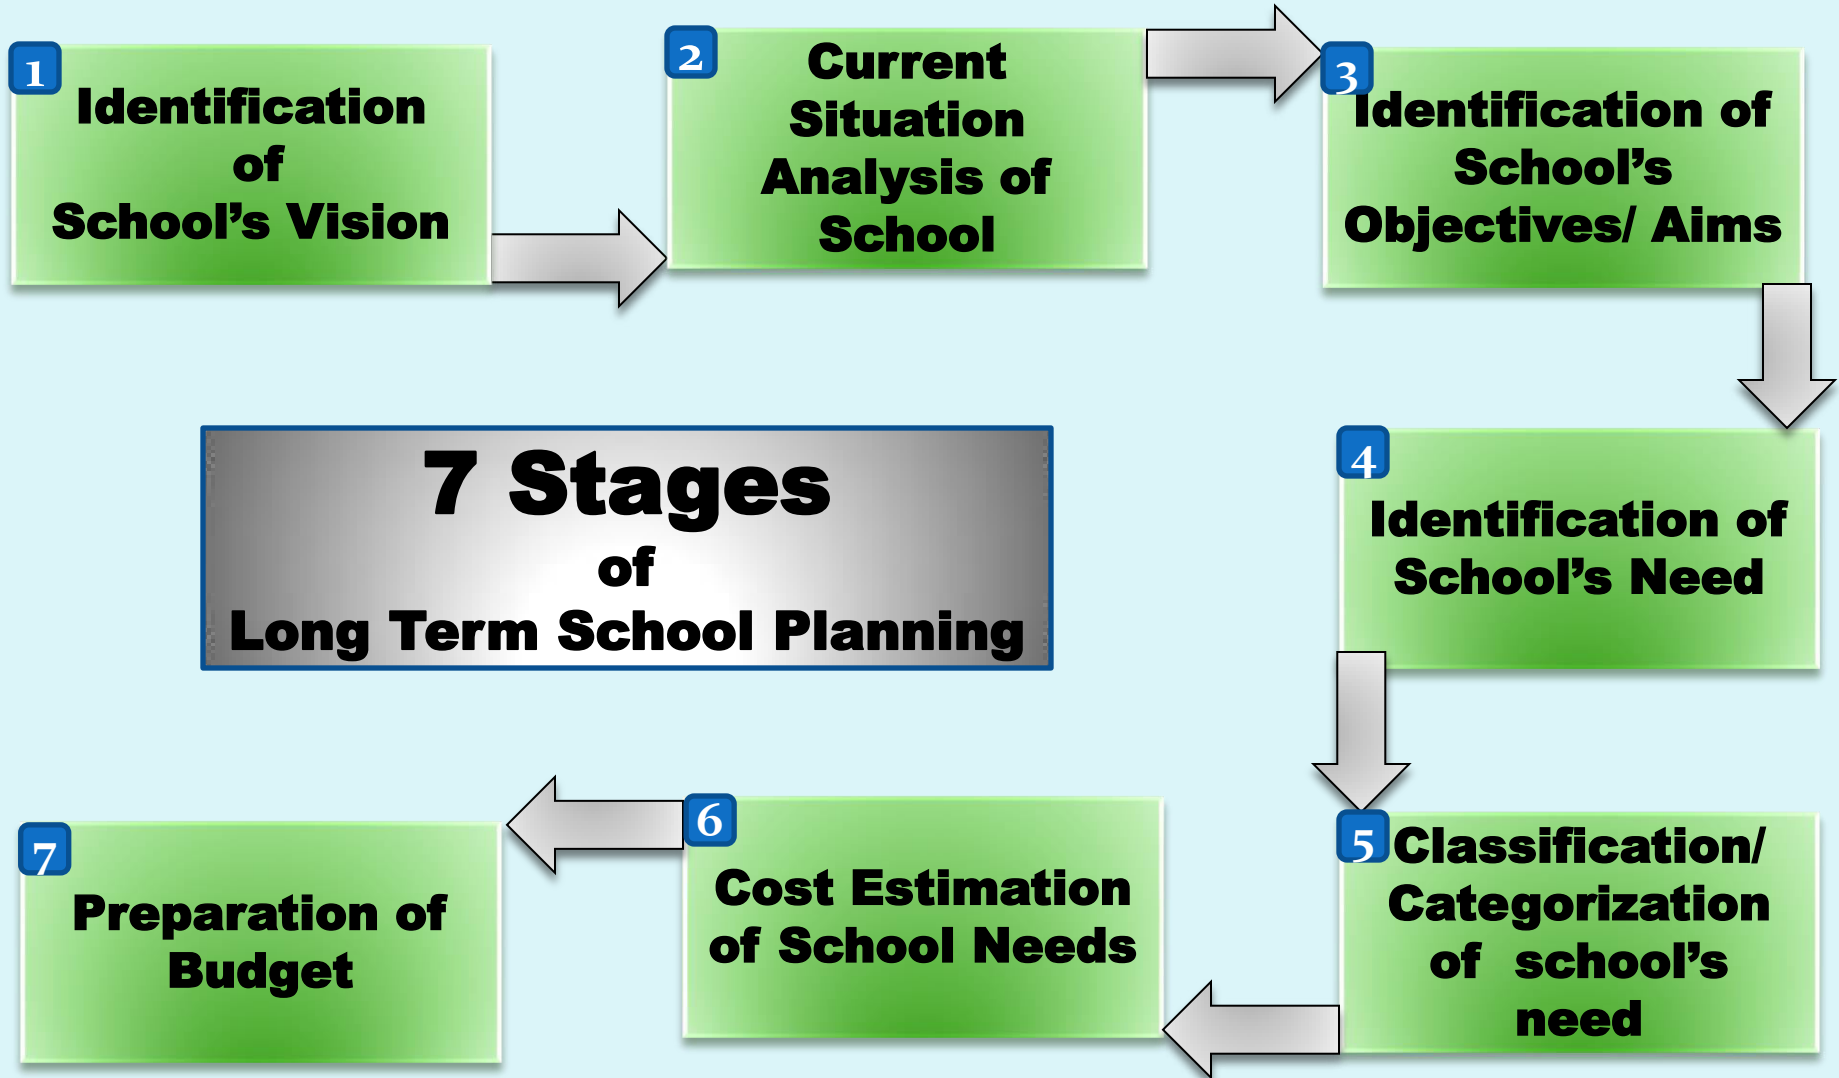 1
Identification
of
School’s Vision
2
Current
Situation
Analysis of
School
3
Identification of
School’s
Objectives/ Aims
7 Stages
of
Long Term School Planning
4
Identification of
School’s Need
5
Classification/
Categorization
of school’s
need
6
Cost Estimation
of School Needs
7
Preparation of
Budget